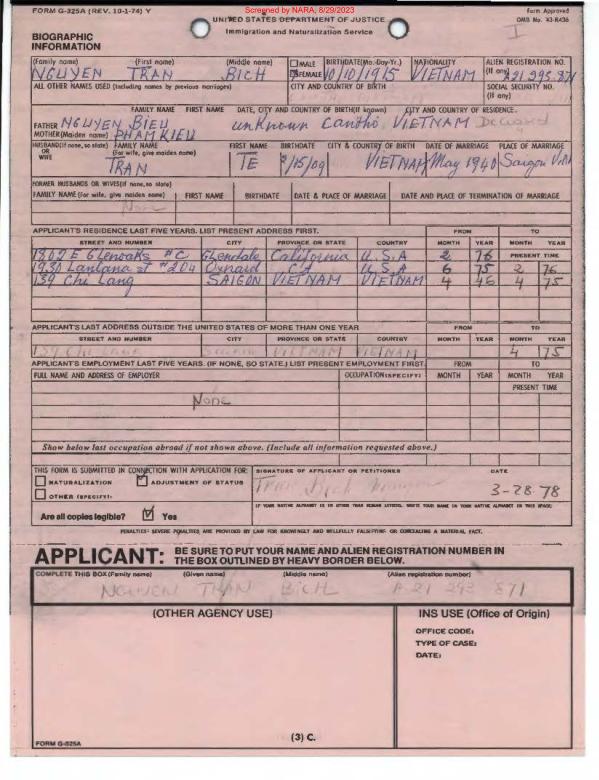 Screened by NARA, 8/29/2023
FORM G-325A (REV. 10-1-74) Y
UNITED STATES DEPARTMENT OF JUSTICE
Form Approved
Immigration and Naturalization Service
OMB No. 43-R436
BIOGRAPHIC
INFORMATION
I
(Family name) (First name) (Middle name) MALE BIRTHDATE(Mo.-Day-Yr.) NATIONALITY ALIEN REGISTRATION NO.
NGUYEN TRAN BICH FEMALE 10/10/1915 VIETNAM (If any)
ALL OTHER NAMES USED (Including names by previous marriages) CITY AND COUNTRY OF BIRTH SOCIAL SECURITY NO.
(If any)
FAMILY NAME FIRST NAME DATE, CITY AND COUNTRY OF BIRTH(If known) CITY AND COUNTRY OF RESIDENCE.
FATHER NGUYEN BIEU unknown Cantho, VIETNAM Deceased
MOTHER(Maiden name) PHAM KIEU
HUSBAND(If none, so state) FAMILY NAME FIRST NAME BIRTHDATE CITY & COUNTRY OF BIRTH DATE OF MARRIAGE PLACE OF MARRIAGE
OR (For wife, give maiden name)
WIFE TRAN TE /15/09 VIETNAM May 1940 Saigon
FORMER HUSBANDS OR WIVES(If none, so state)
FAMILY NAME (For wife, give maiden name) FIRST NAME BIRTHDATE DATE & PLACE OF MARRIAGE DATE AND PLACE OF TERMINATION OF MARRIAGE
None
APPLICANT'S RESIDENCE LAST FIVE YEARS. LIST PRESENT ADDRESS FIRST. FROM TO
STREET AND NUMBER CITY PROVINCE OR STATE COUNTRY MONTH YEAR MONTH YEAR
1802 E Glenoaks #C Glendale California U.S.A 2 76 PRESENT TIME
1930 Lantana st #204 Oxnard CA U.S.A 6 75 2 76
139 Chi Lang SAIGON VIETNAM VIETNAM 4 46 4 75
APPLICANT'S LAST ADDRESS OUTSIDE THE UNITED STATES OF MORE THAN ONE YEAR FROM TO
STREET AND NUMBER CITY PROVINCE OR STATE COUNTRY MONTH YEAR MONTH YEAR
139 Chi Lang Saigon VIETNAM VIETNAM 4 75
APPLICANT'S EMPLOYMENT LAST FIVE YEARS. (IF NONE, SO STATE.) LIST PRESENT EMPLOYMENT FIRST. FROM TO
FULL NAME AND ADDRESS OF EMPLOYER OCCUPATION(SPECIFY) MONTH YEAR MONTH YEAR
PRESENT TIME
None
Show below last occupation abroad if not shown above. (Include all information requested above.)
THIS FORM IS SUBMITTED IN CONNECTION WITH APPLICATION FOR: SIGNATURE OF APPLICANT OR PETITIONER DATE
NATURALIZATION ADJUSTMENT OF STATUS Tran Bich Nguyen 3-28-78
OTHER (SPECIFY):
IF YOUR NATIVE ALPHABET IS IN OTHER THAN ROMAN LETTERS, WRITE YOUR NAME IN YOUR NATIVE ALPHABET IN THIS SPACE:
Are all copies legible? Yes
PENALTIES: SEVERE PENALTIES ARE PROVIDED BY LAW FOR KNOWINGLY AND WILLFULLY FALSIFYING OR CONCEALING A MATERIAL FACT.
APPLICANT: BE SURE TO PUT YOUR NAME AND ALIEN REGISTRATION NUMBER IN
THE BOX OUTLINED BY HEAVY BORDER BELOW.
COMPLETE THIS BOX (Family name) (Given name) (Middle name) (Alien registration number)
NGUYEN TRAN BICH A 21 293 871
(OTHER AGENCY USE) INS USE (Office of Origin)
OFFICE CODE:
TYPE OF CASE:
DATE:
(3) C.
FORM G-325A